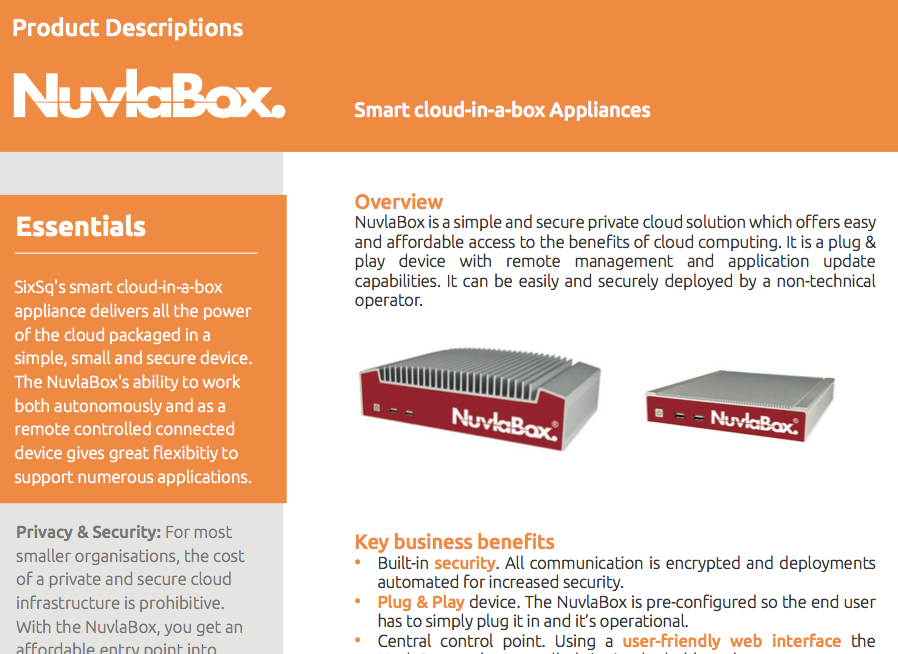 Product Descriptions
NuvlaBox.
Smart cloud-in-a-box Appliances
Essentials
SixSq's smart cloud-in-a-box
appliance delivers all the power
of the cloud packaged in a
simple, small and secure device.
The NuvlaBox's ability to work
both autonomously and as a
remote controlled connected
device gives great flexibitiy to
support numerous applications.
Privacy & Security: For most
smaller organisations, the cost
of a private and secure cloud
infrastructure is prohibitive.
With the NuvlaBox, you get an
affordable entry point into
Overview
NuvlaBox is a simple and secure private cloud solution which offers easy
and affordable access to the benefits of cloud computing. It is a plug &
play device with remote management and application update
capabilities. It can be easily and securely deployed by a non-technical
operator.
NuvlaBox.®
NuvlaBox.®
Key business benefits
• Built-in security. All communication is encrypted and deployments
automated for increased security.
• Plug & Play device. The NuvlaBox is pre-configured so the end user
has to simply plug it in and it's operational.
• Central control point. Using a user-friendly web interface the